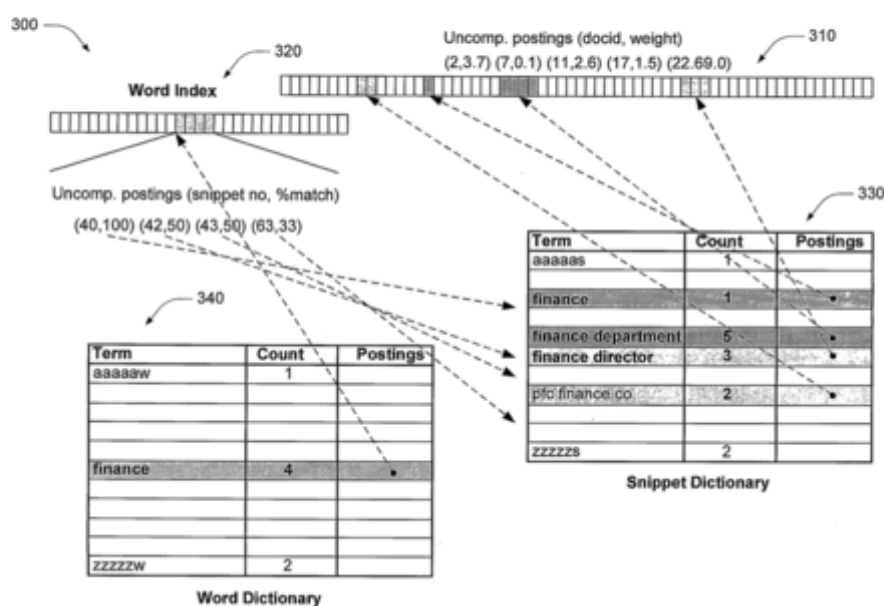 300
320
Word Index
Uncomp. postings (docid, weight)
310
(2,3.7) (7,0.1) (11,2.6) (17,1.5) (22.69.0)
Uncomp. postings (snippet no, %match)
(40,100) (42,50) (43,50) (63,33)
330
Term Count Postings
aaaaas 1
finance 1
finance department 5
finance director 3
pfc finance co 2
zzzzzs 2
Snippet Dictionary
340
Term Count Postings
aaaaaw 1
finance 4
zzzzzw 2
Word Dictionary